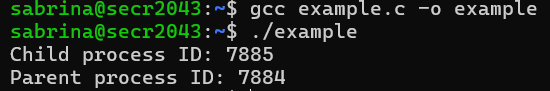 sabrina@secr2043:~$ gcc example.c -o example
sabrina@secr2043:~$ ./example
Child process ID: 7885
Parent process ID: 7884